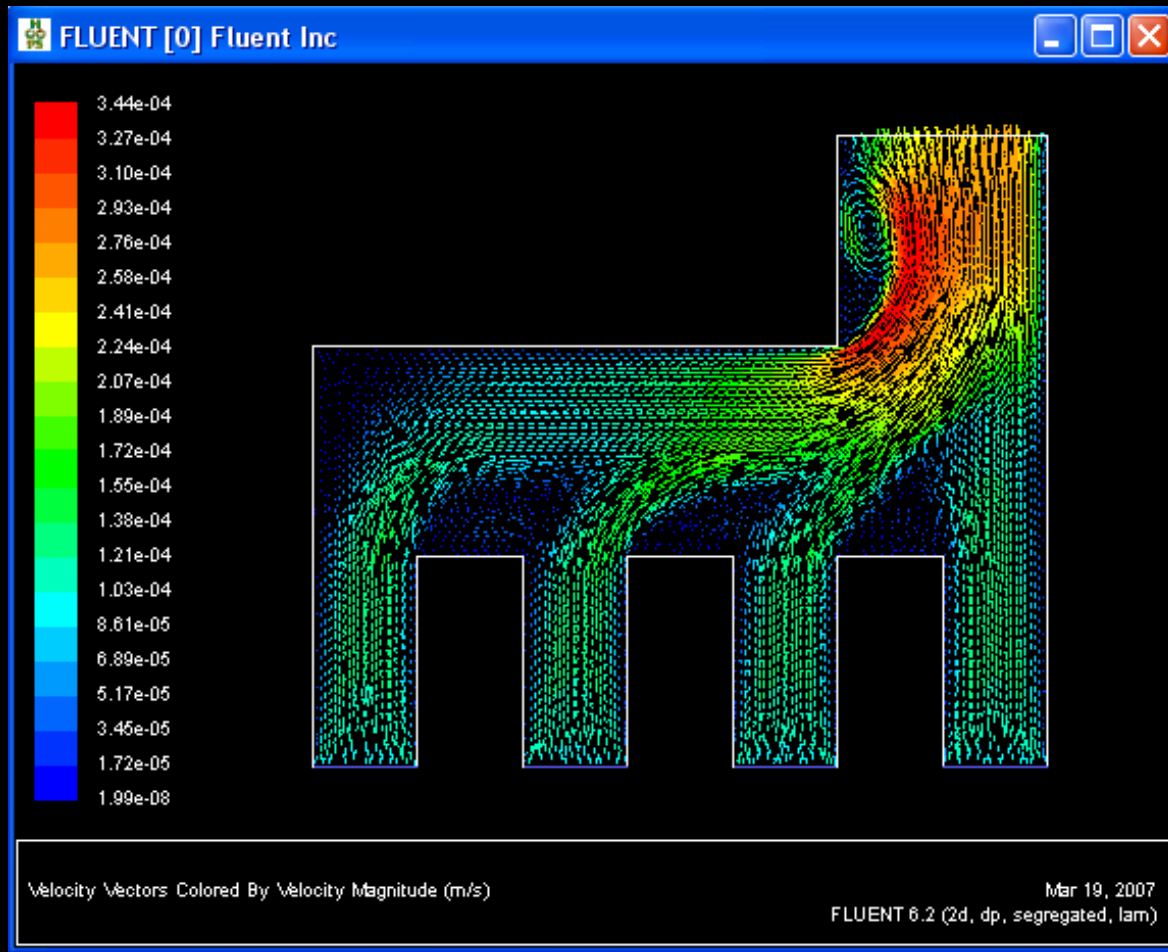 FLUENT [0] Fluent Inc
3.44e-04
3.27e-04
3.10e-04
2.93e-04
2.76e-04
2.58e-04
2.41e-04
2.24e-04
2.07e-04
1.89e-04
1.72e-04
1.55e-04
1.38e-04
1.21e-04
1.03e-04
8.61e-05
6.89e-05
5.17e-05
3.45e-05
1.72e-05
1.99e-08
Velocity Vectors Colored By Velocity Magnitude (m/s)
Mar 19, 2007
FLUENT 6.2 (2d, dp, segregated, lam)